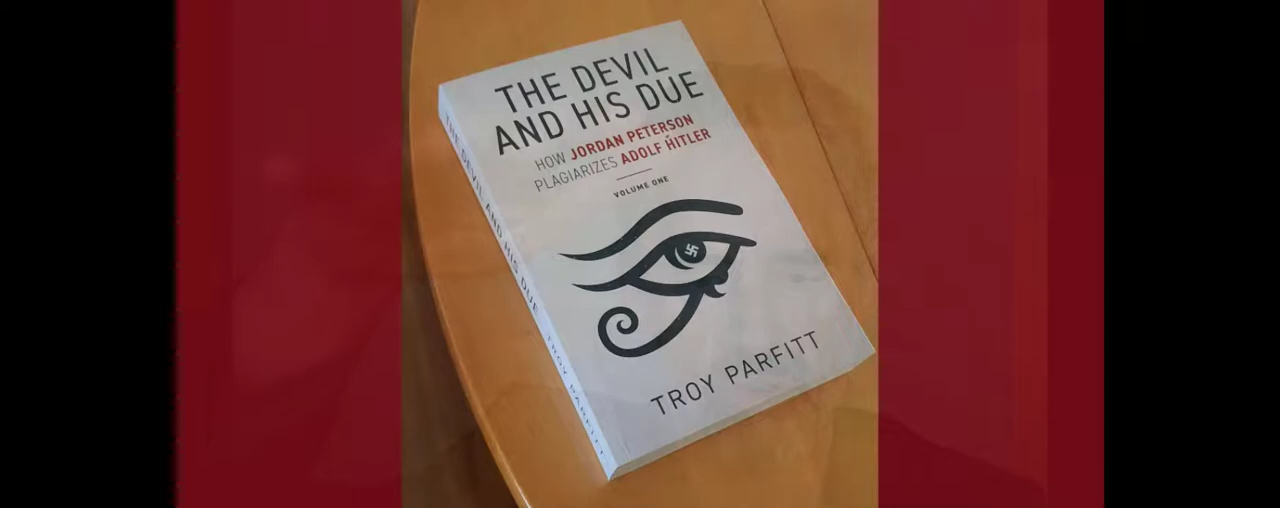 THE DEVIL
AND HIS DUE
HOW JORDAN PETERSON
PLAGIARIZES ADOLF HITLER
VOLUME ONE
TROY PARFITT
THE DEVIL AND HIS DUE TROY PARFITT